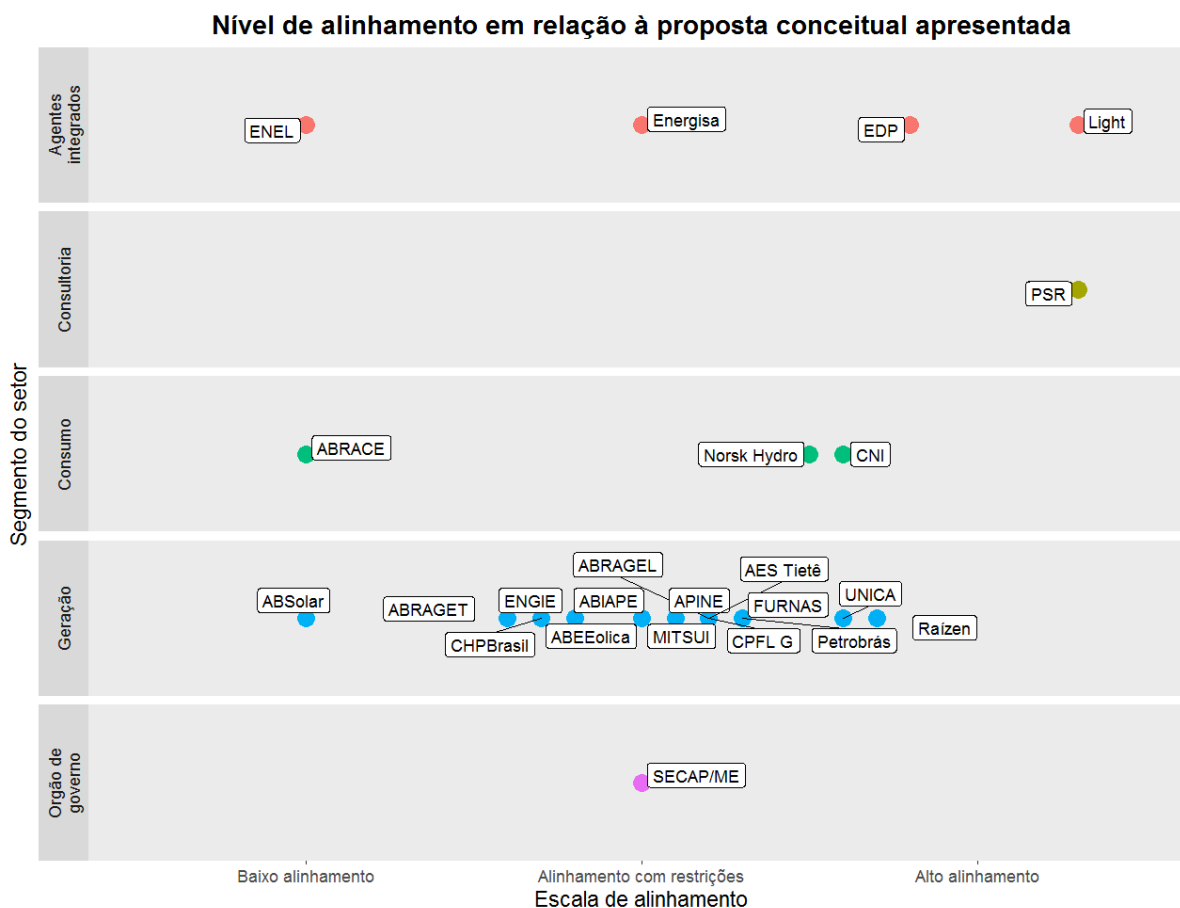 Nível de alinhamento em relação à proposta conceitual apresentada
Segmento do setor
Agentes
integrados
ENEL
Energisa
EDP
Light
Consultoria
PSR
Consumo
ABRACE
Norsk Hydro
CNI
Geração
ABRAGEL
AES Tietê
ABSolar
ABRAGET
ENGIE
ABIAPE
APINE
FURNAS
UNICA
Raízen
CHPBrasil
ABEEolica
MITSUI
CPFL G
Petrobrás
Orgão de
governo
SECAP/ME
Baixo alinhamento
Alinhamento com restrições
Alto alinhamento
Escala de alinhamento